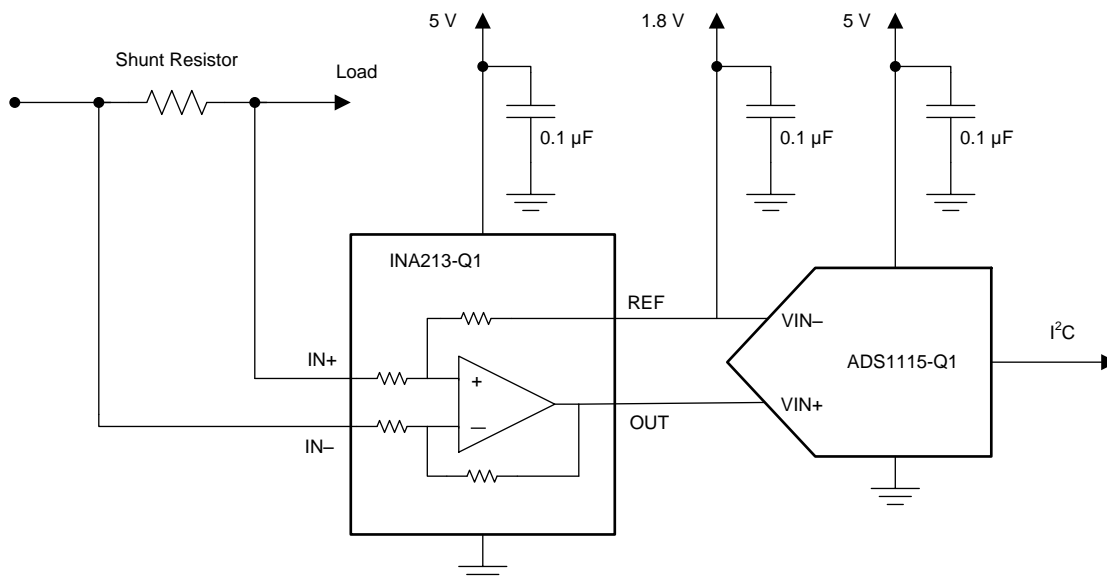 5 V
1.8 V
5 V
Shunt Resistor
Load
0.1 µF
0.1 µF
0.1 µF
INA213-Q1
REF
VIN–
I²C
IN+
+
ADS1115-Q1
VIN+
–
OUT
IN–